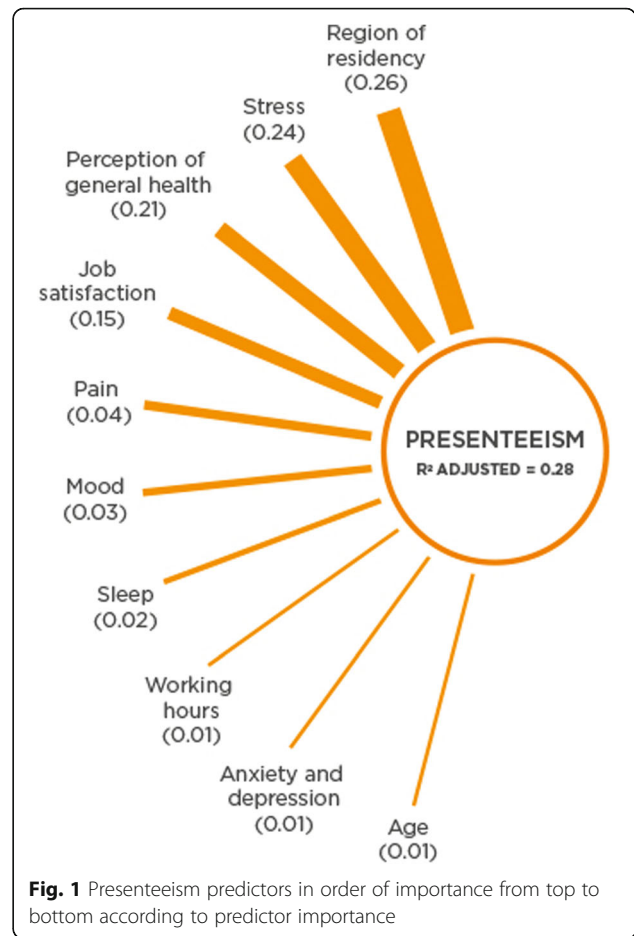 Region of
residency
(0.26)
Stress
(0.24)
Perception of
general health
(0.21)
Job
satisfaction
(0.15)
Pain
(0.04)
Mood
(0.03)
Sleep
(0.02)
Working
hours
(0.01)
Anxiety and
depression
(0.01)
Age
(0.01)
PRESENTEEISM
R² ADJUSTED = 0.28
Fig. 1 Presenteeism predictors in order of importance from top to
bottom according to predictor importance